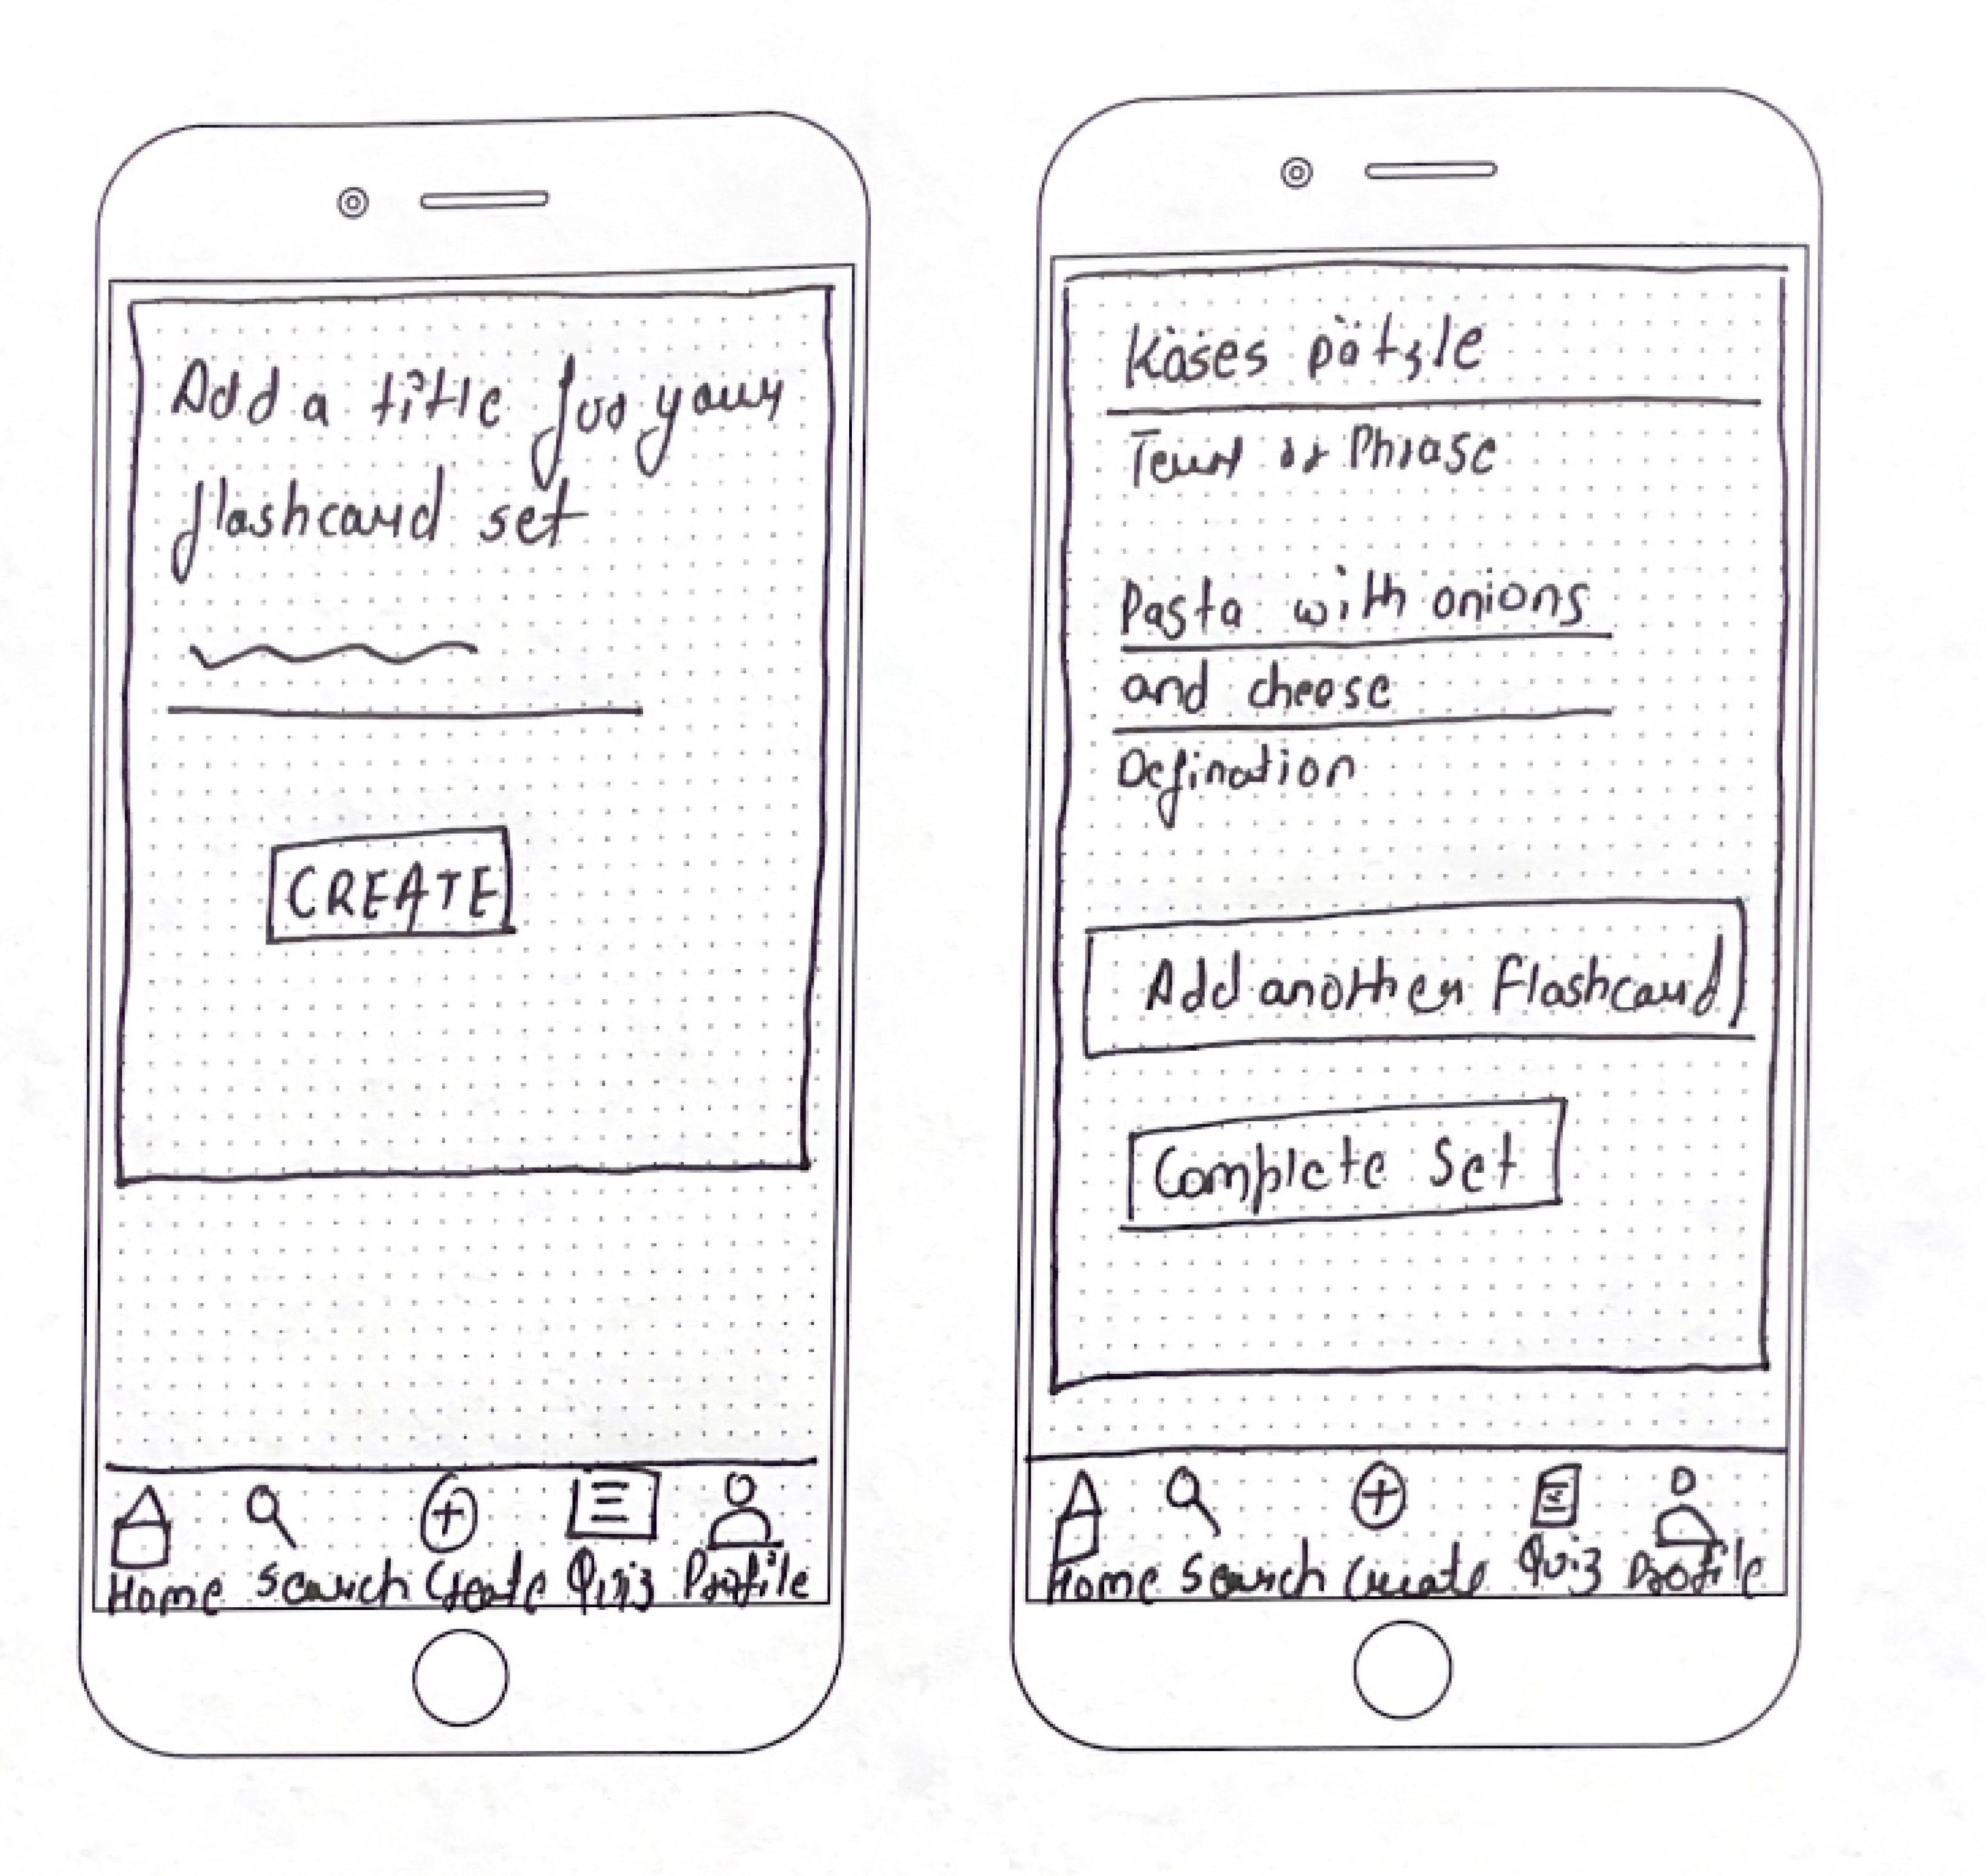 Add a title for your
flashcard set
CREATE
Home Search Create Quiz Profile
Käses pätzle
Term or Phrase
Pasta with onions
and cheese
Defination
Add another Flashcard
Complete Set
Home Search Create Quiz Profile